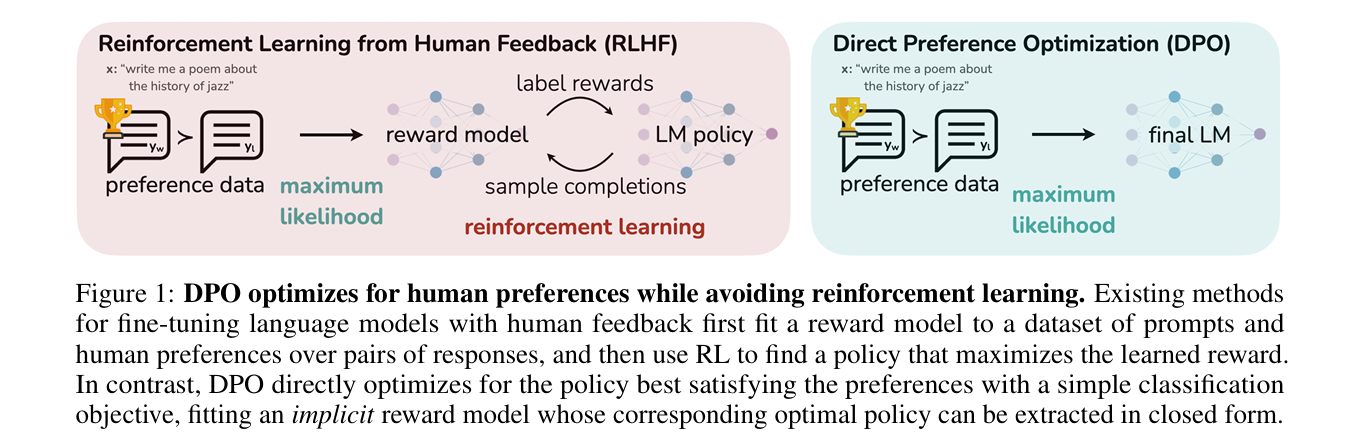 Reinforcement Learning from Human Feedback (RLHF)
x: “write me a poem about
the history of jazz”
label rewards
yw
>
yl
reward model
LM policy
preference data
maximum
likelihood
sample completions
reinforcement learning
Direct Preference Optimization (DPO)
x: “write me a poem about
the history of jazz”
yw
>
yl
final LM
preference data
maximum
likelihood
Figure 1: DPO optimizes for human preferences while avoiding reinforcement learning. Existing methods
for fine-tuning language models with human feedback first fit a reward model to a dataset of prompts and
human preferences over pairs of responses, and then use RL to find a policy that maximizes the learned reward.
In contrast, DPO directly optimizes for the policy best satisfying the preferences with a simple classification
objective, fitting an implicit reward model whose corresponding optimal policy can be extracted in closed form.